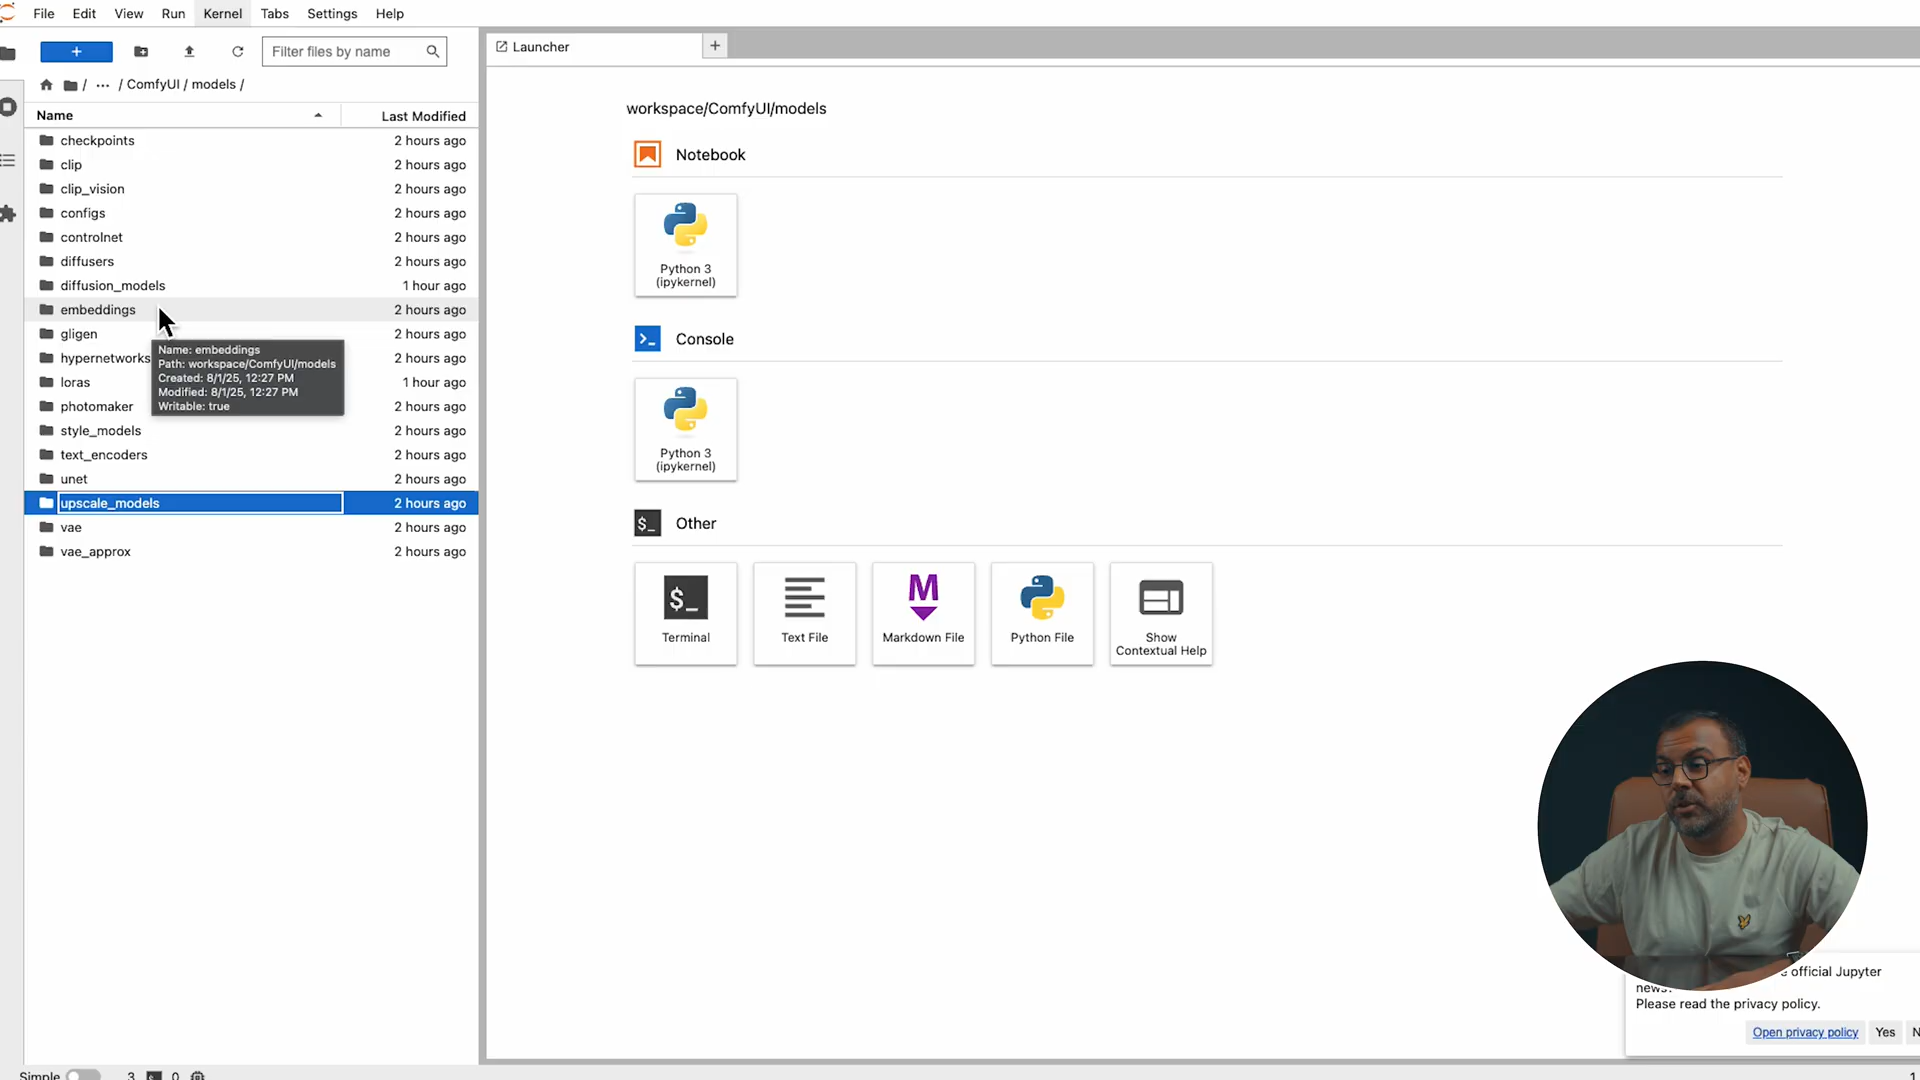 File Edit View Run Kernel Tabs Settings Help
+ Filter files by name
Launcher +
/ ... / ComfyUI / models /
Name Last Modified
checkpoints 2 hours ago
clip 2 hours ago
clip_vision 2 hours ago
configs 2 hours ago
controlnet 2 hours ago
diffusers 2 hours ago
diffusion_models 1 hour ago
embeddings 2 hours ago
gligen 2 hours ago
hypernetworks 2 hours ago
loras 1 hour ago
photomaker 2 hours ago
style_models 2 hours ago
text_encoders 2 hours ago
unet 2 hours ago
upscale_models 2 hours ago
vae 2 hours ago
vae_approx 2 hours ago
Name: embeddings
Path: workspace/ComfyUI/models
Created: 8/1/25, 12:27 PM
Modified: 8/1/25, 12:27 PM
Writable: true
workspace/ComfyUI/models
Notebook
Python 3
(ipykernel)
>_ Console
Python 3
(ipykernel)
$_ Other
$_ M
Terminal Text File Markdown File Python File Show
Contextual Help
official Jupyter
news?
Please read the privacy policy.
Open privacy policy Yes N
Simple 3 0 1